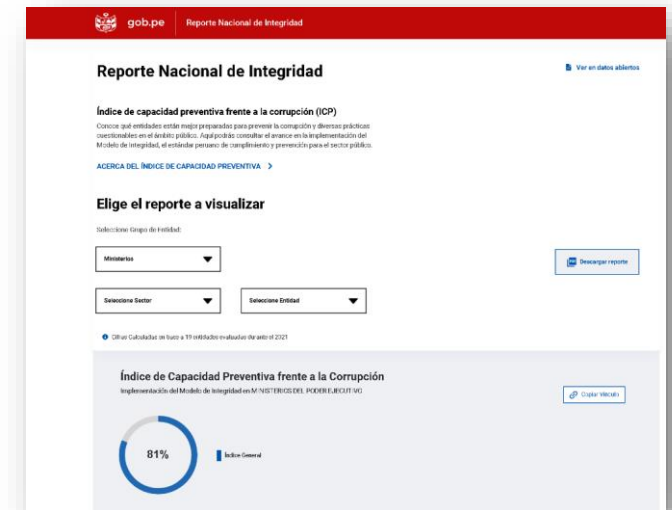 gob.pe
Reporte Nacional de Integridad
Reporte Nacional de Integridad
Ver en datos abiertos
Índice de capacidad preventiva frente a la corrupción (ICP)
Conoce qué entidades están mejor preparadas para prevenir la corrupción y diversas prácticas
cuestionables en el ámbito público. Aquí podrás consultar el avance en la implementación del
Modelo de Integridad, el estándar peruano de cumplimiento y prevención para el sector público.
ACERCA DEL ÍNDICE DE CAPACIDAD PREVENTIVA >
Elige el reporte a visualizar
Seleccione Grupo de Entidad:
Ministerios
Descargar reporte
Seleccione Sector
Seleccione Entidad
Cifras Calculadas en base a 19 entidades evaluadas durante el 2021
Índice de Capacidad Preventiva frente a la Corrupción
Implementación del Modelo de Integridad en MINISTERIOS DEL PODER EJECUTIVO
Copiar vínculo
81%
Índice General